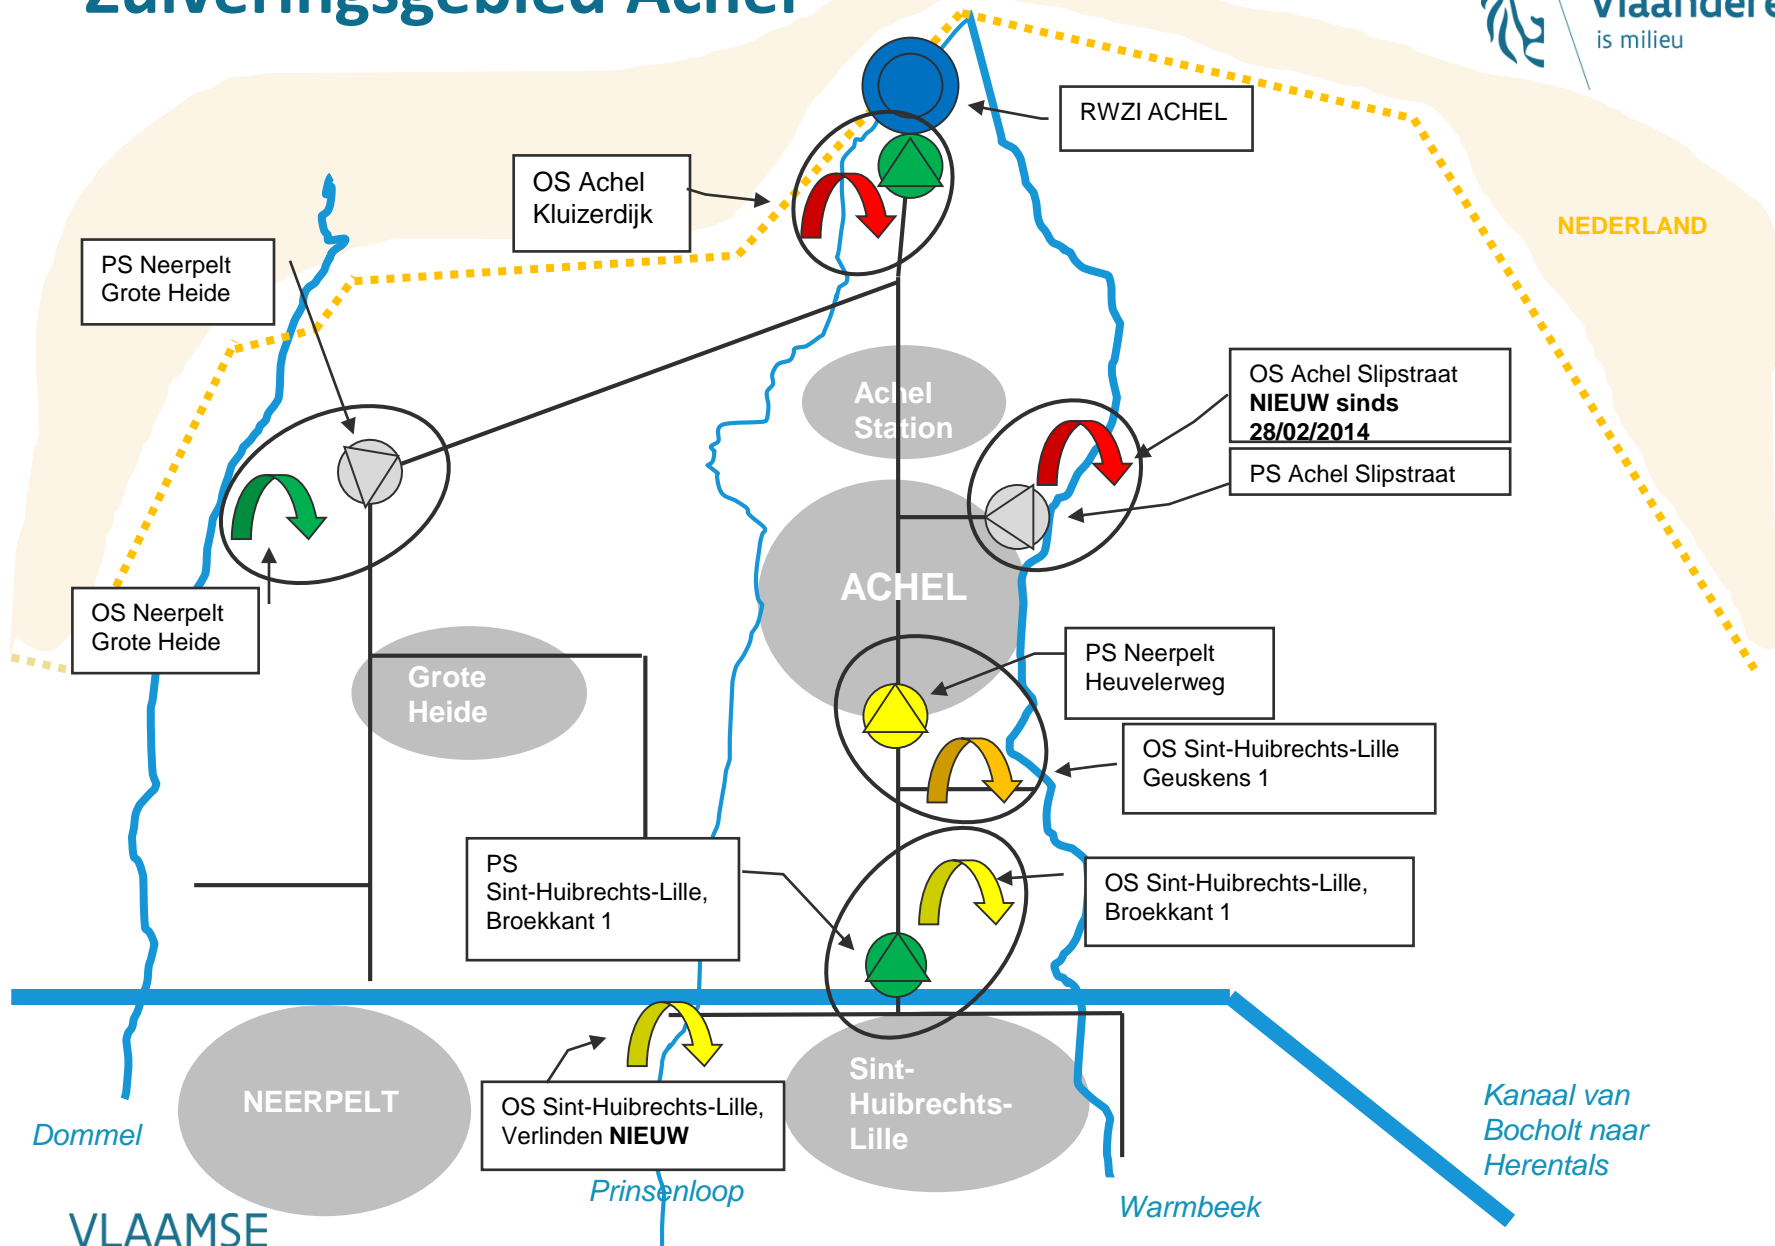 Zuiveringsgebied Achel
Vlaandere
is milieu
RWZI ACHEL
OS Achel
Kluizerdijk
NEDERLAND
PS Neerpelt
Grote Heide
Achel
Station
OS Achel Slipstraat
NIEUW sinds
28/02/2014
PS Achel Slipstraat
ACHEL
OS Neerpelt
Grote Heide
Grote
Heide
PS Neerpelt
Heuvelerweg
OS Sint-Huibrechts-Lille
Geuskens 1
PS
Sint-Huibrechts-Lille,
Broekkant 1
OS Sint-Huibrechts-Lille,
Broekkant 1
NEERPELT
OS Sint-Huibrechts-Lille,
Verlinden NIEUW
Sint-
Huibrechts-
Lille
Kanaal van
Bocholt naar
Herentals
Dommel
Prinsenloop
Warmbeek
VLAAMSE